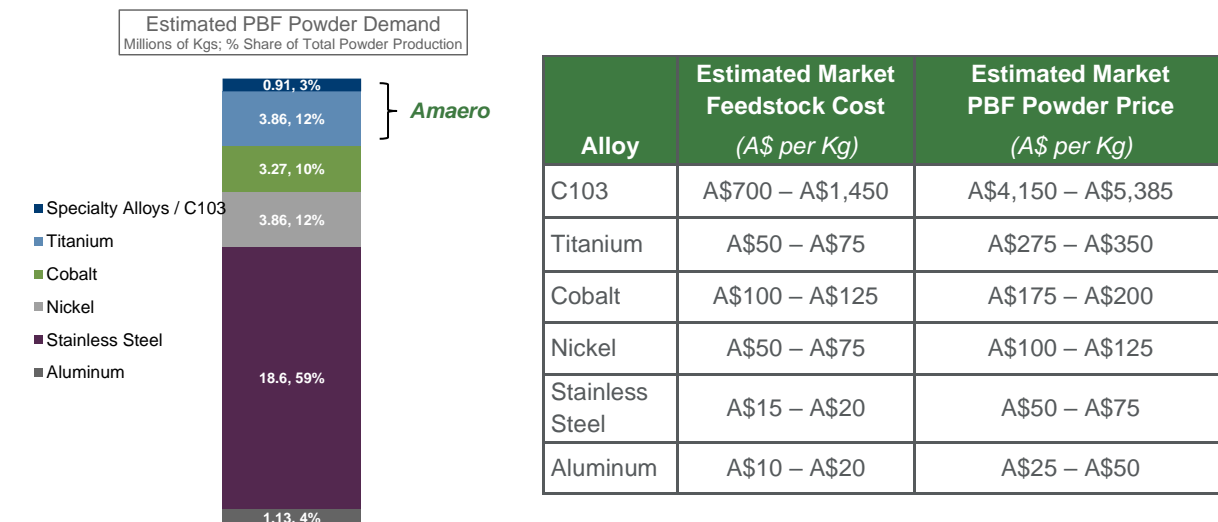 Estimated PBF Powder Demand
Millions of Kgs; % Share of Total Powder Production
0.91, 3%
3.86, 12%
3.27, 10%
3.86, 12%
18.6, 59%
1.13, 4%
Amaero
Specialty Alloys / C103
Titanium
Cobalt
Nickel
Stainless Steel
Aluminum
Alloy
Estimated Market
Feedstock Cost
(A$ per Kg)
Estimated Market
PBF Powder Price
(A$ per Kg)
C103 A$700 – A$1,450 A$4,150 – A$5,385
Titanium A$50 – A$75 A$275 – A$350
Cobalt A$100 – A$125 A$175 – A$200
Nickel A$50 – A$75 A$100 – A$125
Stainless
Steel A$15 – A$20 A$50 – A$75
Aluminum A$10 – A$20 A$25 – A$50